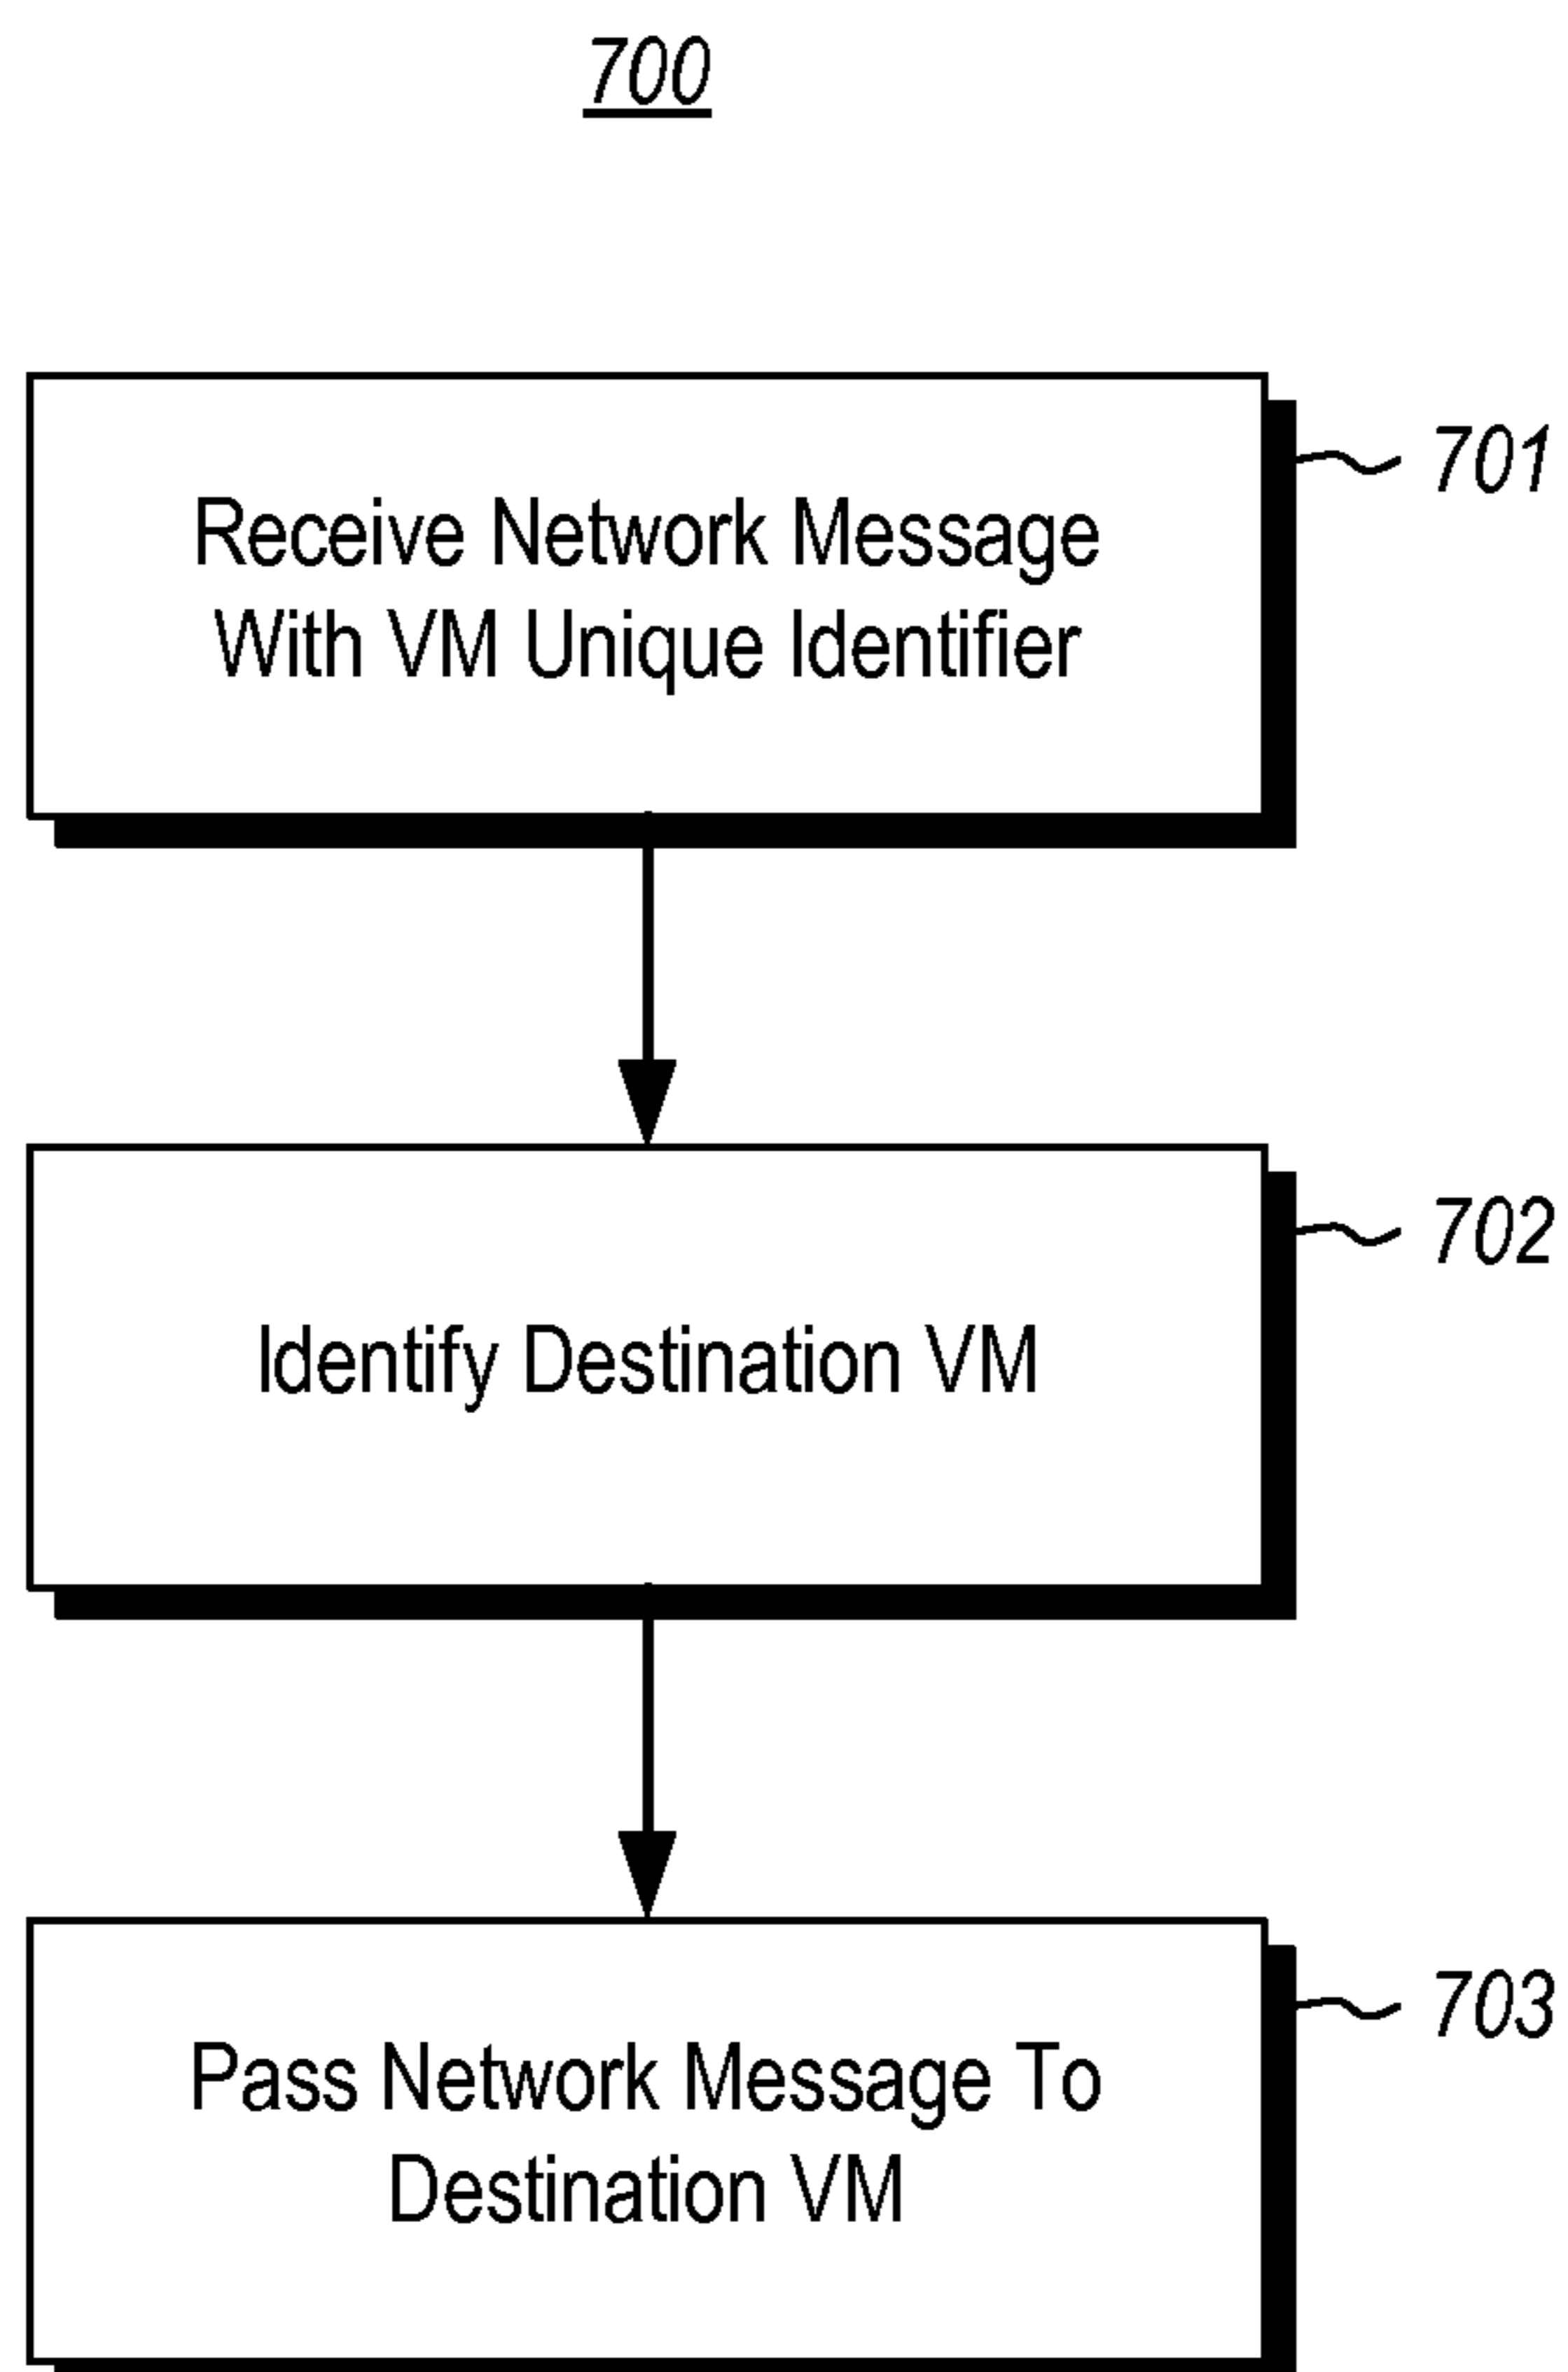 700
Receive Network Message
With VM Unique Identifier
701
Identify Destination VM
702
Pass Network Message To
Destination VM
703